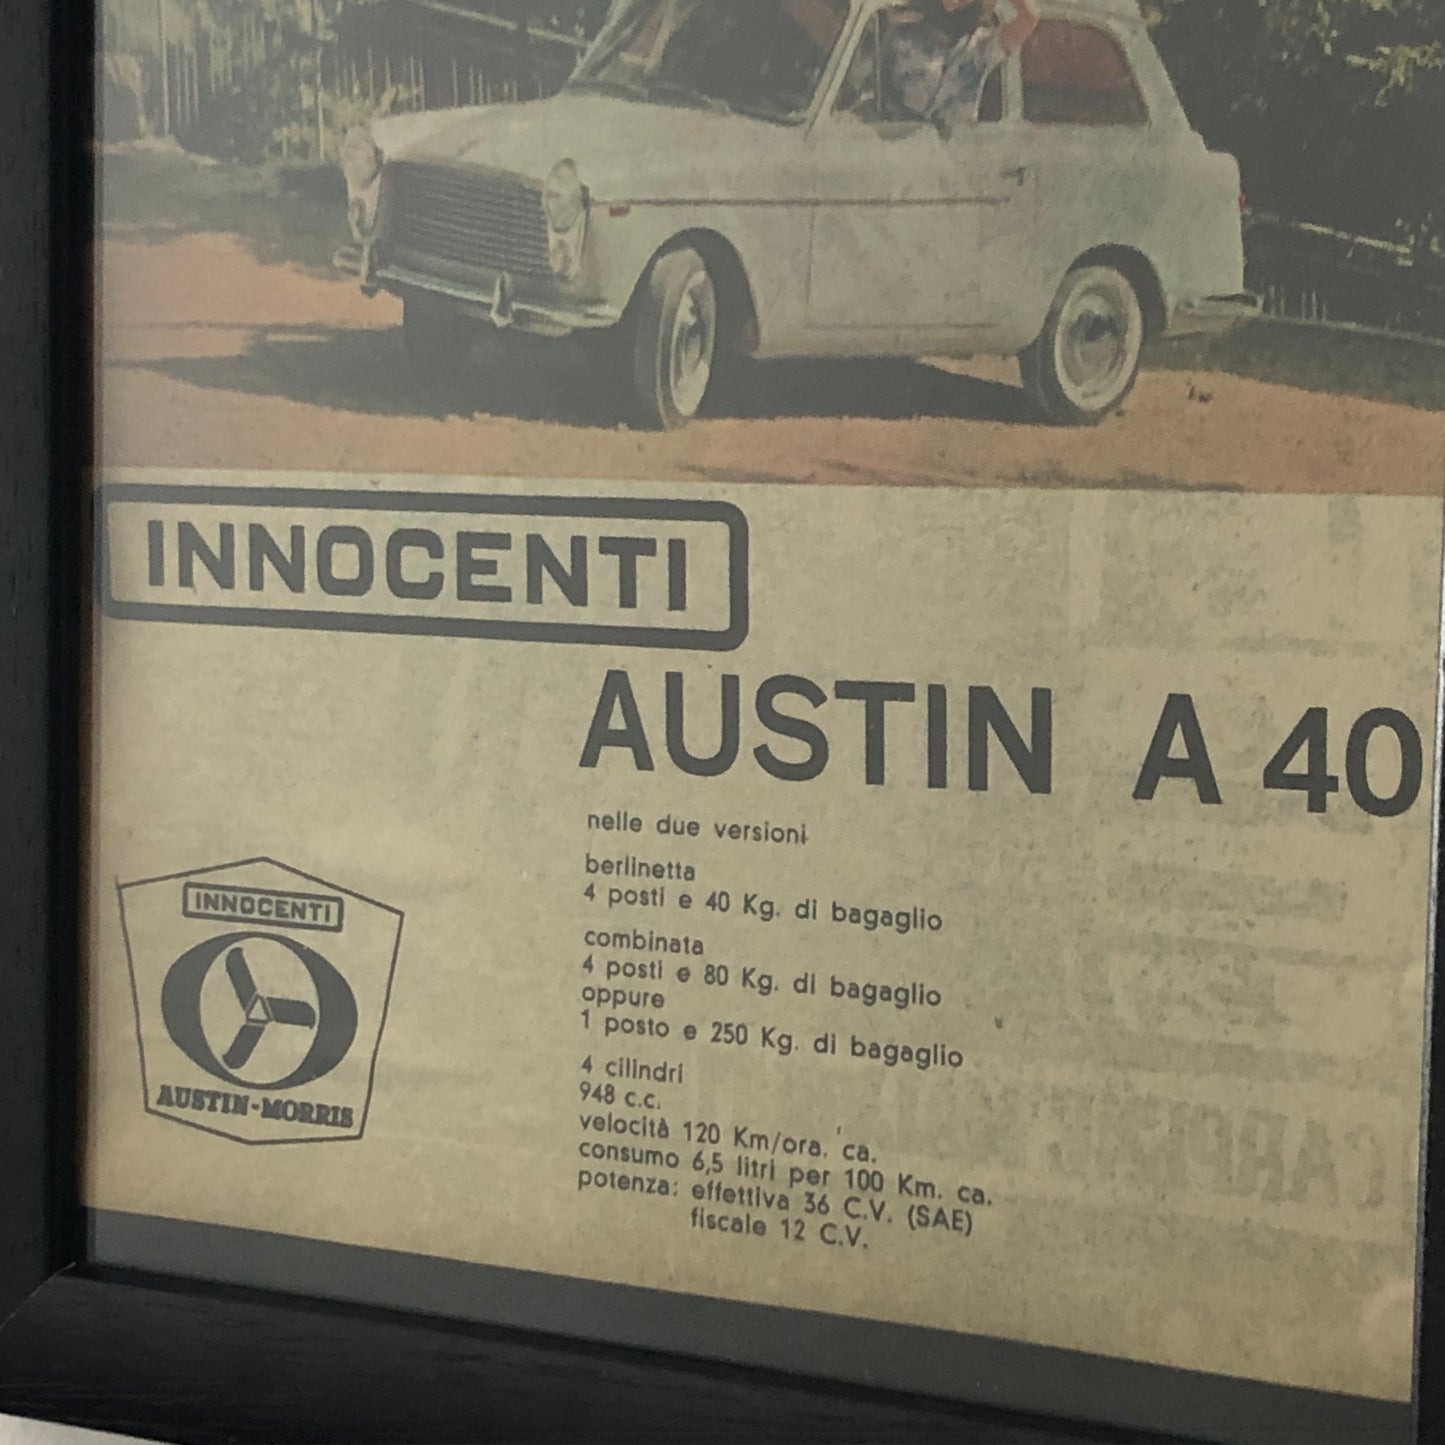 INNOCENTI
AUSTIN A 40
nelle due versioni
berlinetta
4 posti e 40 Kg. di bagaglio
combinata
4 posti e 80 Kg. di bagaglio
oppure
1 posto e 250 Kg. di bagaglio
4 cilindri
948 c.c.
velocità 120 Km/ora. ca.
consumo 6,5 litri per 100 Km. ca.
potenza: effettiva 36 C.V. (SAE)
fiscale 12 C.V.
INNOCENTI
AUSTIN-MORRIS